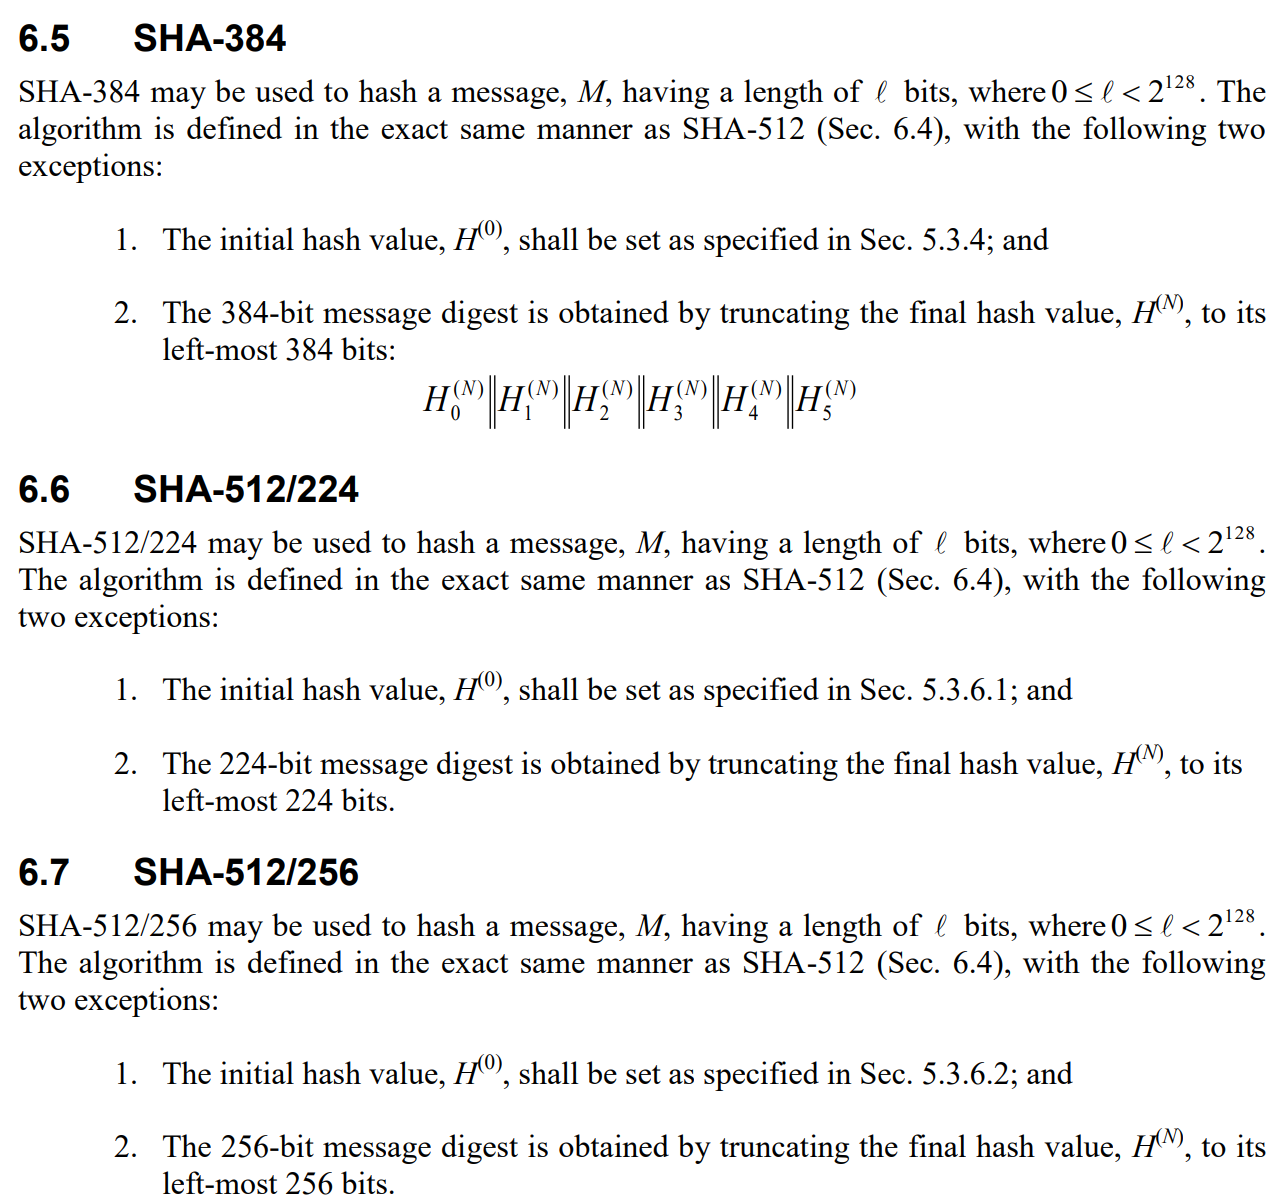 6.5 SHA-384
SHA-384 may be used to hash a message, M, having a length of ℓ bits, where 0 ≤ ℓ < 2^128. The
algorithm is defined in the exact same manner as SHA-512 (Sec. 6.4), with the following two
exceptions:
1. The initial hash value, H^(0), shall be set as specified in Sec. 5.3.4; and
2. The 384-bit message digest is obtained by truncating the final hash value, H^(N), to its
left-most 384 bits:
H_0^(N)‖H_1^(N)‖H_2^(N)‖H_3^(N)‖H_4^(N)‖H_5^(N)
6.6 SHA-512/224
SHA-512/224 may be used to hash a message, M, having a length of ℓ bits, where 0 ≤ ℓ < 2^128.
The algorithm is defined in the exact same manner as SHA-512 (Sec. 6.4), with the following
two exceptions:
1. The initial hash value, H^(0), shall be set as specified in Sec. 5.3.6.1; and
2. The 224-bit message digest is obtained by truncating the final hash value, H^(N), to its
left-most 224 bits.
6.7 SHA-512/256
SHA-512/256 may be used to hash a message, M, having a length of ℓ bits, where 0 ≤ ℓ < 2^128.
The algorithm is defined in the exact same manner as SHA-512 (Sec. 6.4), with the following
two exceptions:
1. The initial hash value, H^(0), shall be set as specified in Sec. 5.3.6.2; and
2. The 256-bit message digest is obtained by truncating the final hash value, H^(N), to its
left-most 256 bits.